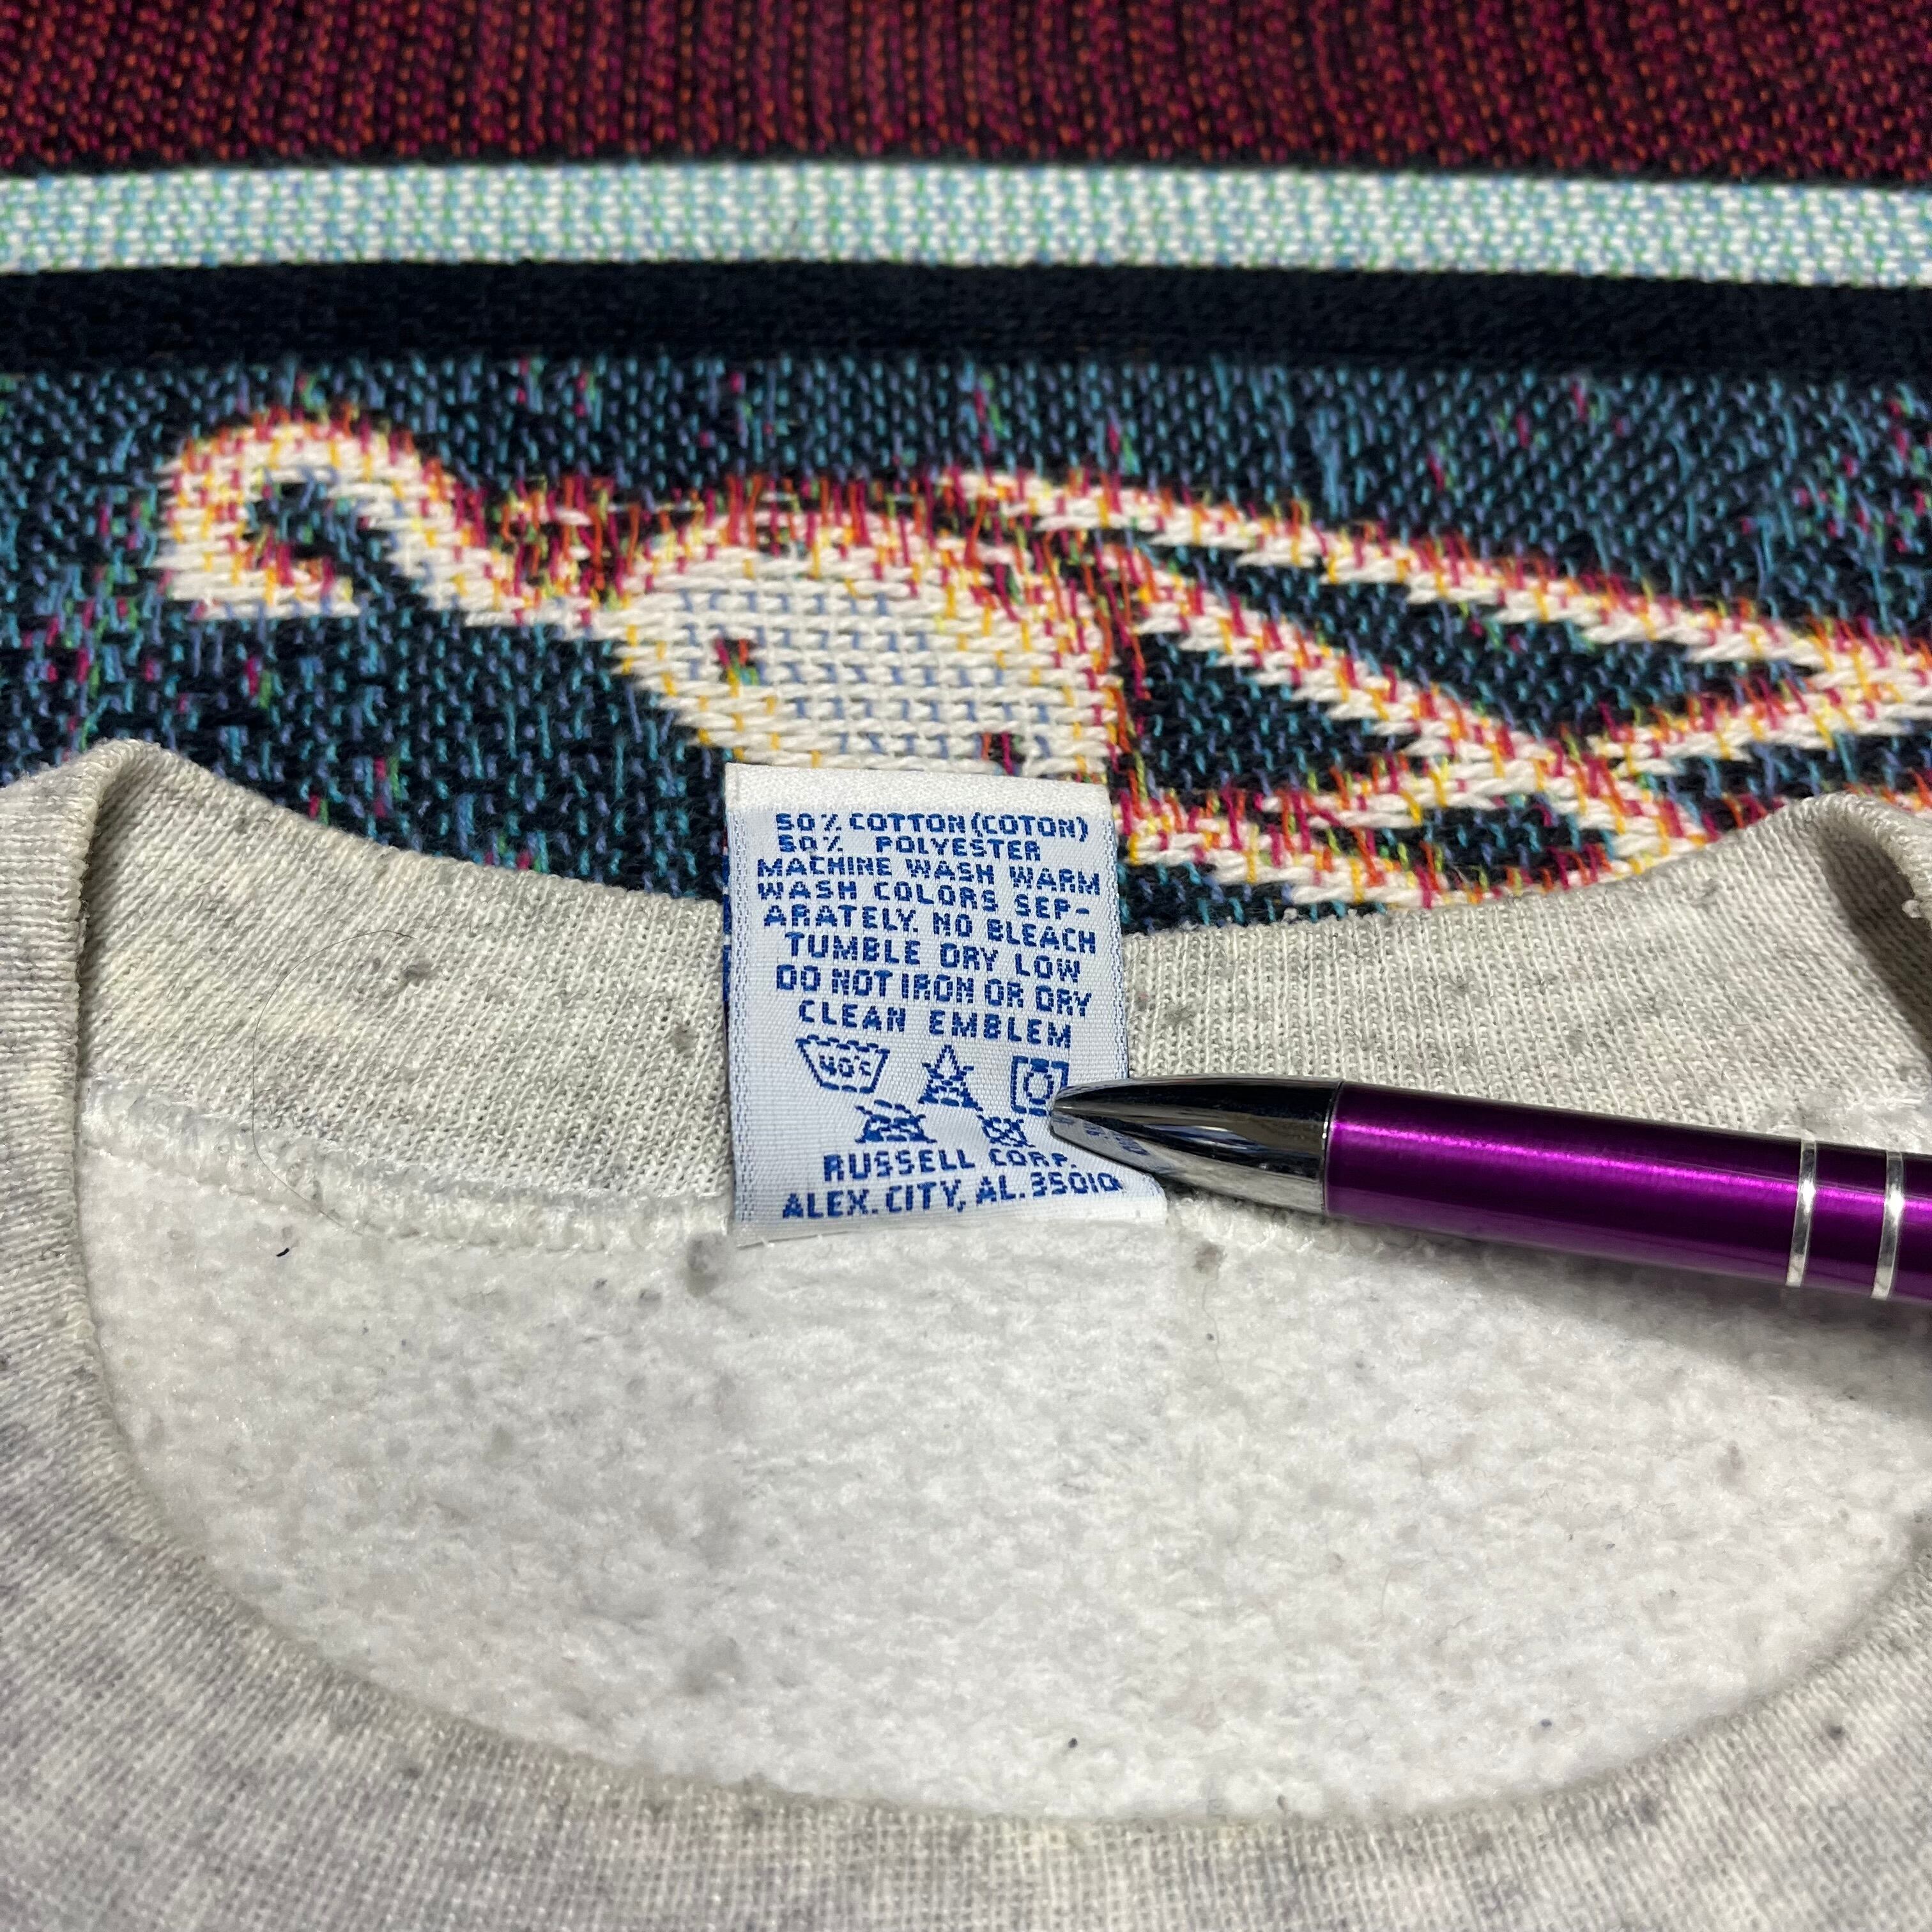 50% COTTON (COTON)
50% POLYESTER
MACHINE WASH WARM
WASH COLORS SEP-
ARATELY. NO BLEACH
TUMBLE DRY LOW
DO NOT IRON OR DRY
CLEAN EMBLEM
40°C
RUSSELL CORP.
ALEX. CITY, AL. 35010